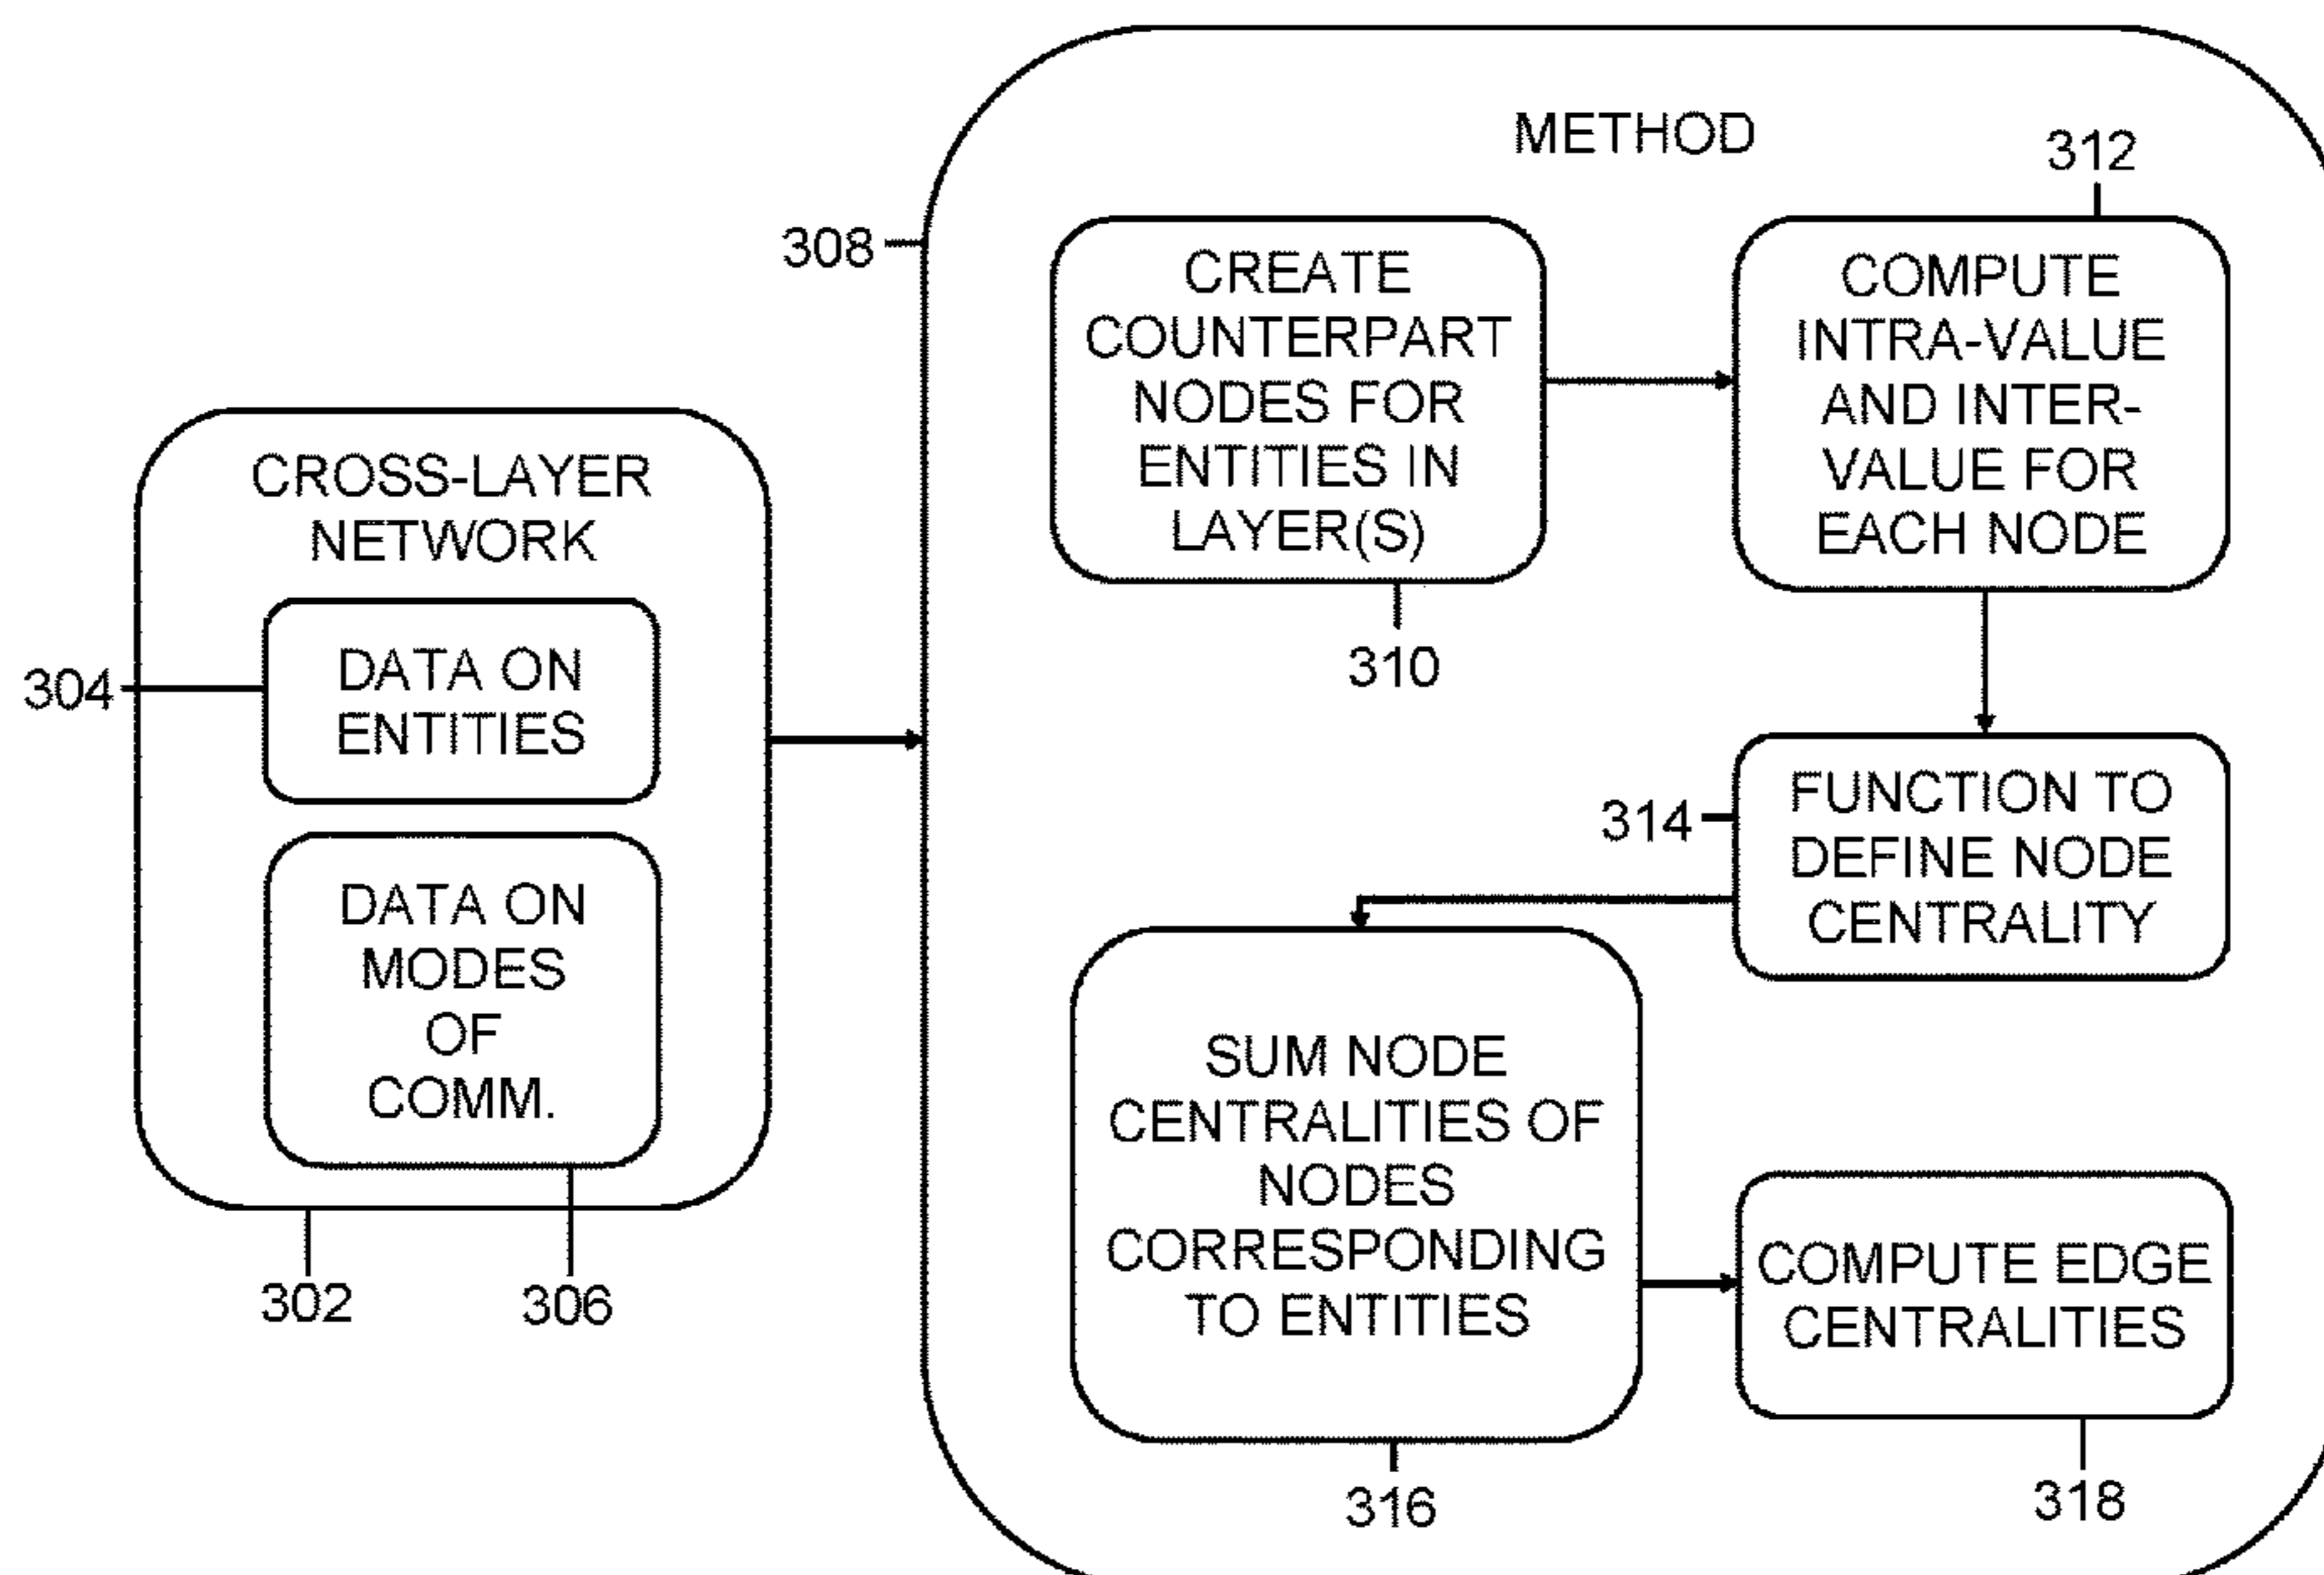 METHOD
312
308
CREATE
COUNTERPART
NODES FOR
ENTITIES IN
LAYER(S)
310
COMPUTE
INTRA-VALUE
AND INTER-
VALUE FOR
EACH NODE
CROSS-LAYER
NETWORK
304
DATA ON
ENTITIES
DATA ON
MODES
OF
COMM.
302
306
314
FUNCTION TO
DEFINE NODE
CENTRALITY
SUM NODE
CENTRALITIES OF
NODES
CORRESPONDING
TO ENTITIES
316
COMPUTE EDGE
CENTRALITIES
318